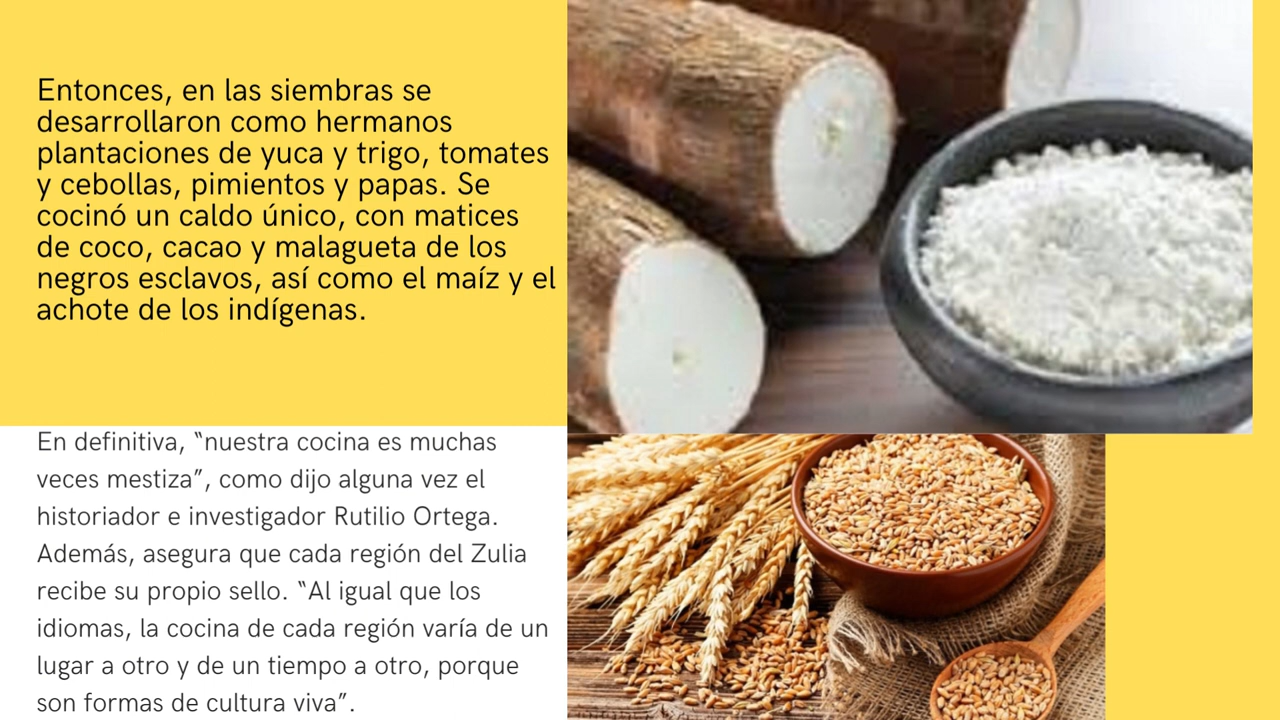 Entonces, en las siembras se
desarrollaron como hermanos
plantaciones de yuca y trigo, tomates
y cebollas, pimientos y papas. Se
cocinó un caldo único, con matices
de coco, cacao y malagueta de los
negros esclavos, así como el maíz y el
achote de los indígenas.
En definitiva, “nuestra cocina es muchas
veces mestiza”, como dijo alguna vez el
historiador e investigador Rutilio Ortega.
Además, asegura que cada región del Zulia
recibe su propio sello. “Al igual que los
idiomas, la cocina de cada región varía de un
lugar a otro y de un tiempo a otro, porque
son formas de cultura viva”.